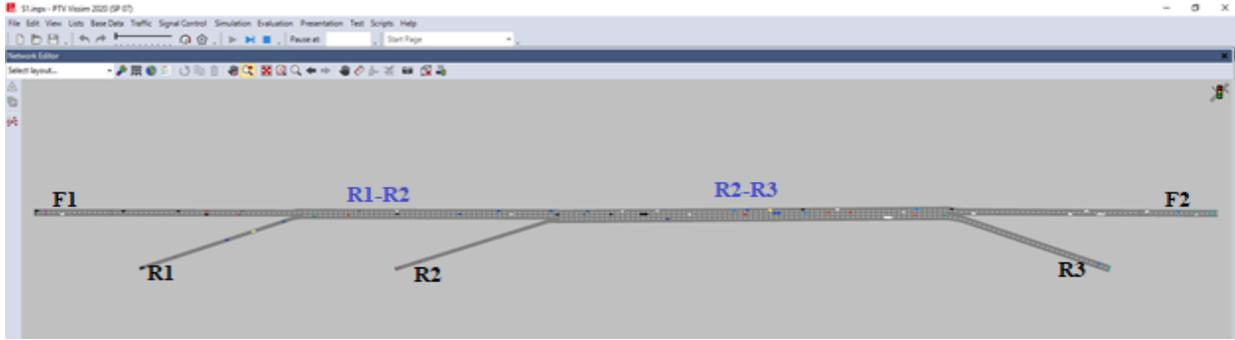 S1.inpx - PTV Vissim 2020 (SP 07)
File Edit View Lists Base Data Traffic Signal Control Simulation Evaluation Presentation Test Scripts Help
Pause at: Start Page
Network Editor
Select layout...
F1 R1-R2 R2-R3 F2
R1 R2 R3